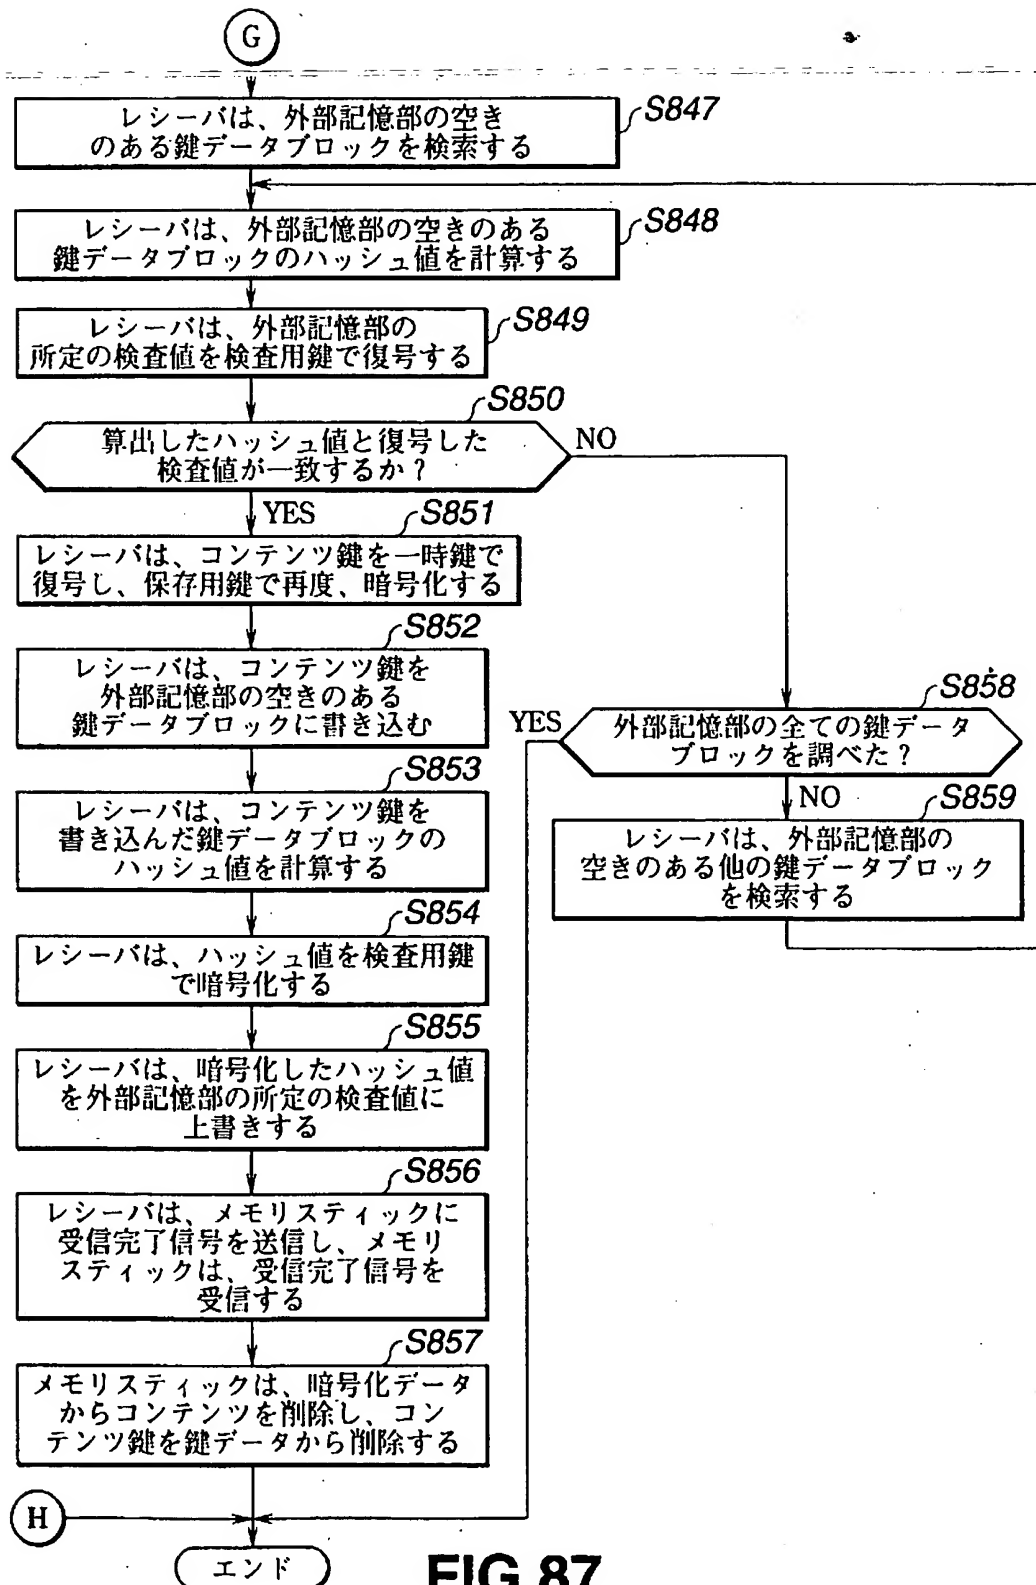 G
レシーバは、外部記憶部の空き
のある鍵データブロックを検索する
S847
レシーバは、外部記憶部の空きのある
鍵データブロックのハッシュ値を計算する
S848
レシーバは、外部記憶部の
所定の検査値を検査用鍵で復号する
S849
S850
算出したハッシュ値と復号した
検査値が一致するか？
NO
YES
S851
レシーバは、コンテンツ鍵を一時鍵で
復号し、保存用鍵で再度、暗号化する
S852
レシーバは、コンテンツ鍵を
外部記憶部の空きのある
鍵データブロックに書き込む
S853
レシーバは、コンテンツ鍵を
書き込んだ鍵データブロックの
ハッシュ値を計算する
S854
レシーバは、ハッシュ値を検査用鍵
で暗号化する
S855
レシーバは、暗号化したハッシュ値
を外部記憶部の所定の検査値に
上書きする
S856
レシーバは、メモリスティックに
受信完了信号を送信し、メモリ
スティックは、受信完了信号を
受信する
S857
メモリスティックは、暗号化データ
からコンテンツを削除し、コン
テンツ鍵を鍵データから削除する
S858
YES
外部記憶部の全ての鍵データ
ブロックを調べた？
NO
S859
レシーバは、外部記憶部の
空きのある他の鍵データブロック
を検索する
H
エンド
FIG.87